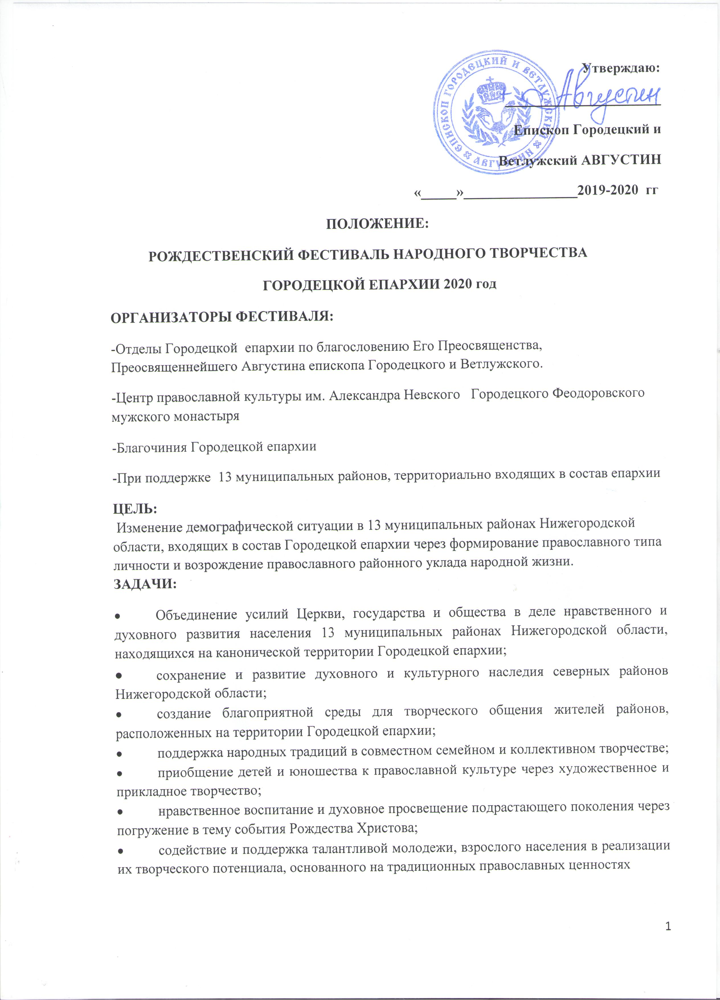 Утверждаю:
Августин
Епископ Городецкий и
Ветлужский АВГУСТИН
«_____»________________2019-2020 гг
ЕПИСКОП ГОРОДЕЦКИЙ И ВЕТЛУЖСКИЙ
АВГУСТИН
ПОЛОЖЕНИЕ:
РОЖДЕСТВЕНСКИЙ ФЕСТИВАЛЬ НАРОДНОГО ТВОРЧЕСТВА
ГОРОДЕЦКОЙ ЕПАРХИИ 2020 год
ОРГАНИЗАТОРЫ ФЕСТИВАЛЯ:
-Отделы Городецкой епархии по благословению Его Преосвященства,
Преосвященнейшего Августина епископа Городецкого и Ветлужского.
-Центр православной культуры им. Александра Невского Городецкого Феодоровского
мужского монастыря
-Благочиния Городецкой епархии
-При поддержке 13 муниципальных районов, территориально входящих в состав епархии
ЦЕЛЬ:
Изменение демографической ситуации в 13 муниципальных районах Нижегородской
области, входящих в состав Городецкой епархии через формирование православного типа
личности и возрождение православного районного уклада народной жизни.
ЗАДАЧИ:
• Объединение усилий Церкви, государства и общества в деле нравственного и
духовного развития населения 13 муниципальных районах Нижегородской области,
находящихся на канонической территории Городецкой епархии;
• сохранение и развитие духовного и культурного наследия северных районов
Нижегородской области;
• создание благоприятной среды для творческого общения жителей районов,
расположенных на территории Городецкой епархии;
• поддержка народных традиций в совместном семейном и коллективном творчестве;
• приобщение детей и юношества к православной культуре через художественное и
прикладное творчество;
• нравственное воспитание и духовное просвещение подрастающего поколения через
погружение в тему события Рождества Христова;
• содействие и поддержка талантливой молодежи, взрослого населения в реализации
их творческого потенциала, основанного на традиционных православных ценностях
1